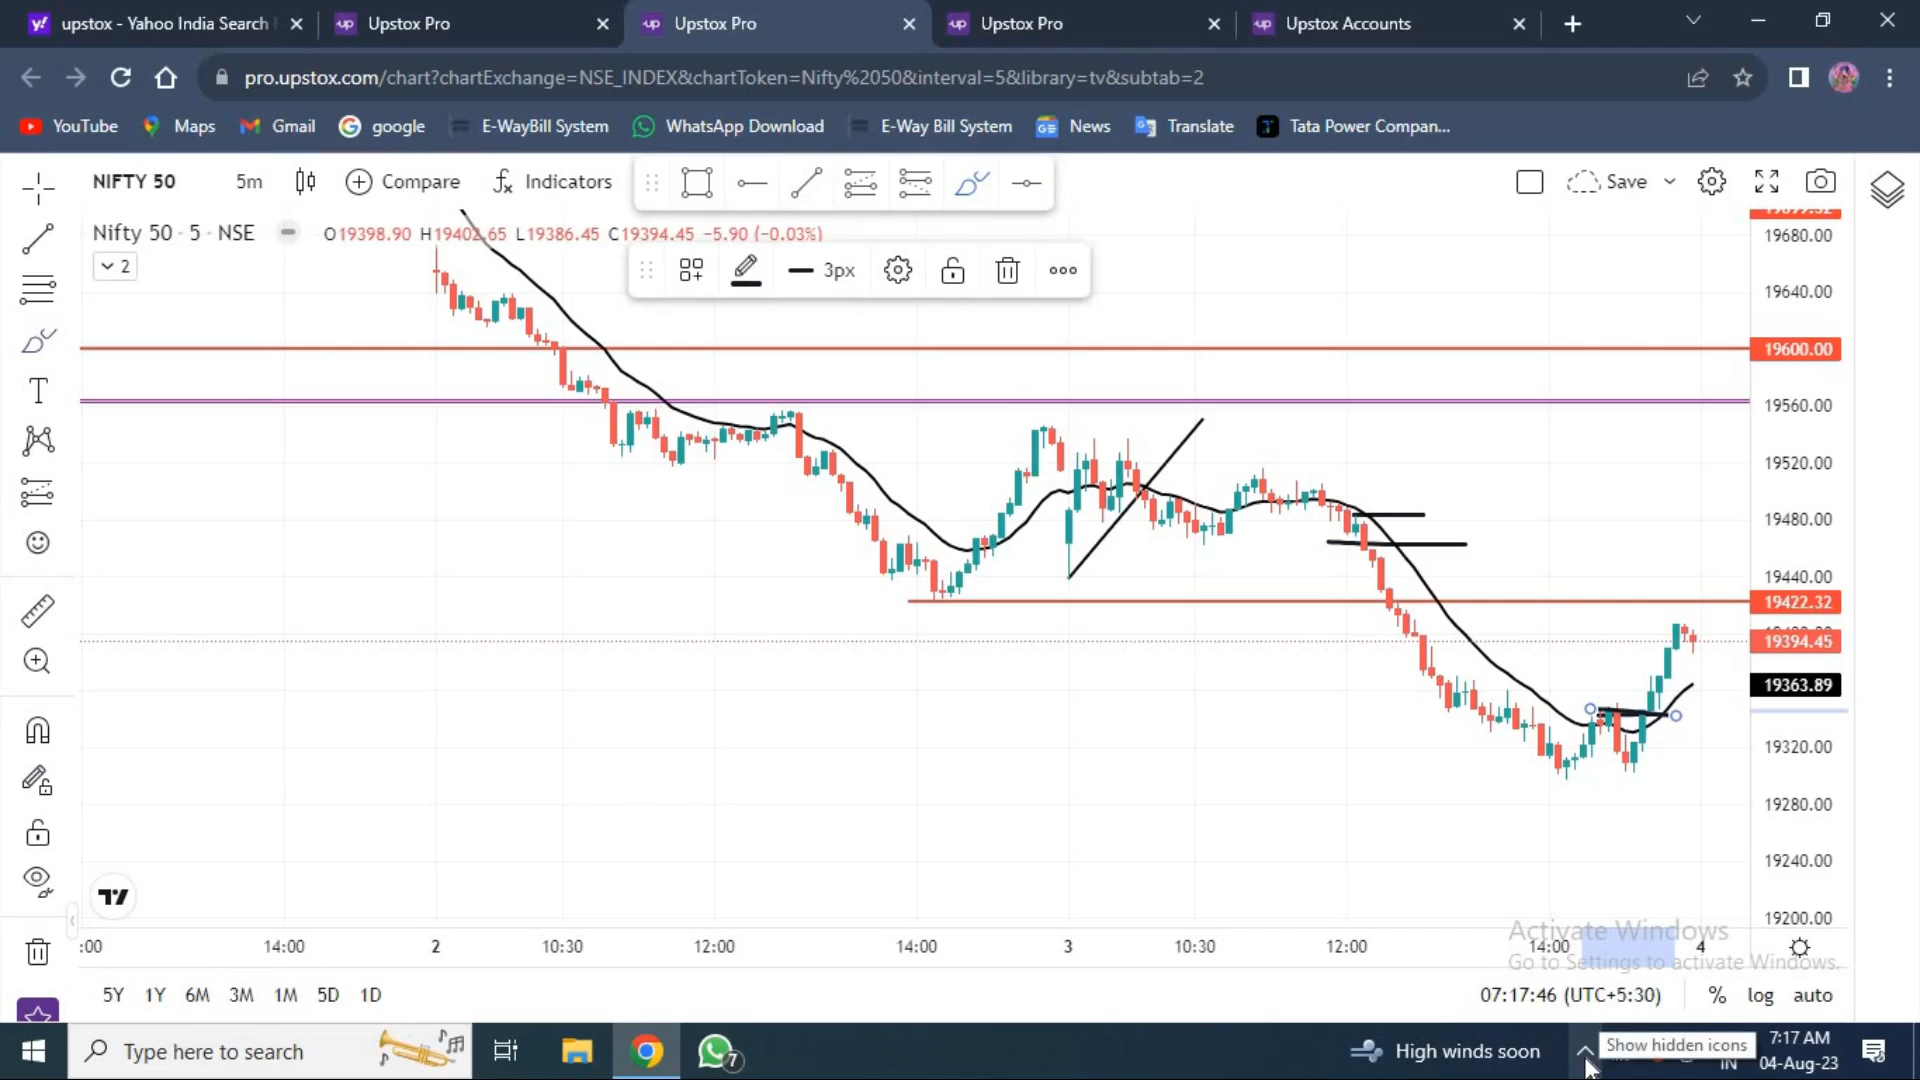 upstox - Yahoo India Search
Upstox Pro
Upstox Pro
Upstox Pro
Upstox Accounts
pro.upstox.com/chart?chartExchange=NSE_INDEX&chartToken=Nifty%2050&interval=5&library=tv&subtab=2
YouTube
Maps
Gmail
google
E-WayBill System
WhatsApp Download
E-Way Bill System
News
Translate
Tata Power Compan...
NIFTY 50
5m
Compare
Indicators
Save
Nifty 50 · 5 · NSE
O19398.90 H19402.65 L19386.45 C19394.45 −5.90 (−0.03%)
2
3px
19680.00
19640.00
19600.00
19560.00
19520.00
19480.00
19440.00
19422.32
19394.45
19363.89
19320.00
19280.00
19240.00
19200.00
:00 14:00 2 10:30 12:00 14:00 3 10:30 12:00 14:00 4
Activate Windows
Go to Settings to activate Windows.
5Y 1Y 6M 3M 1M 5D 1D
07:17:46 (UTC+5:30)
% log auto
Type here to search
7
High winds soon
Show hidden icons
IN
7:17 AM
04-Aug-23